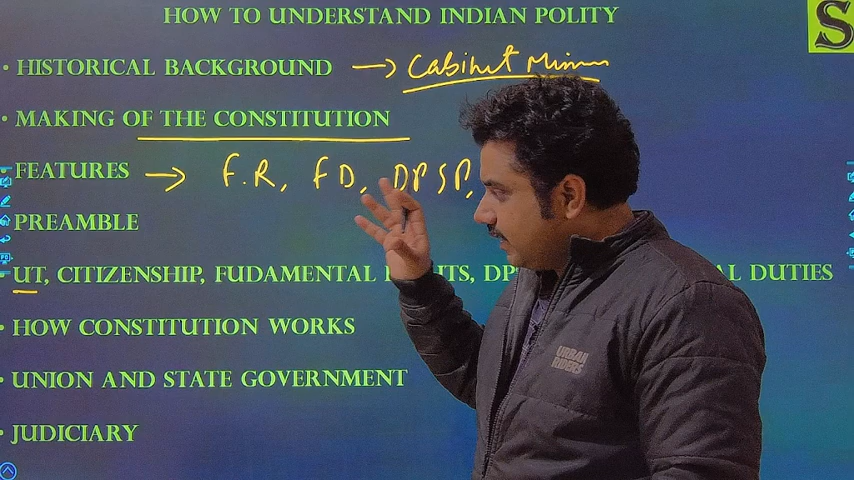 HOW TO UNDERSTAND INDIAN POLITY
S
• HISTORICAL BACKGROUND → Cabinet
• MAKING OF THE CONSTITUTION
FEATURES → F.R, FD, DPSP,
PREAMBLE
UT, CITIZENSHIP, FUDAMENTAL DUTIES
• HOW CONSTITUTION WORKS
• UNION AND STATE GOVERNMENT
• JUDICIARY
URBAN
RIDERS